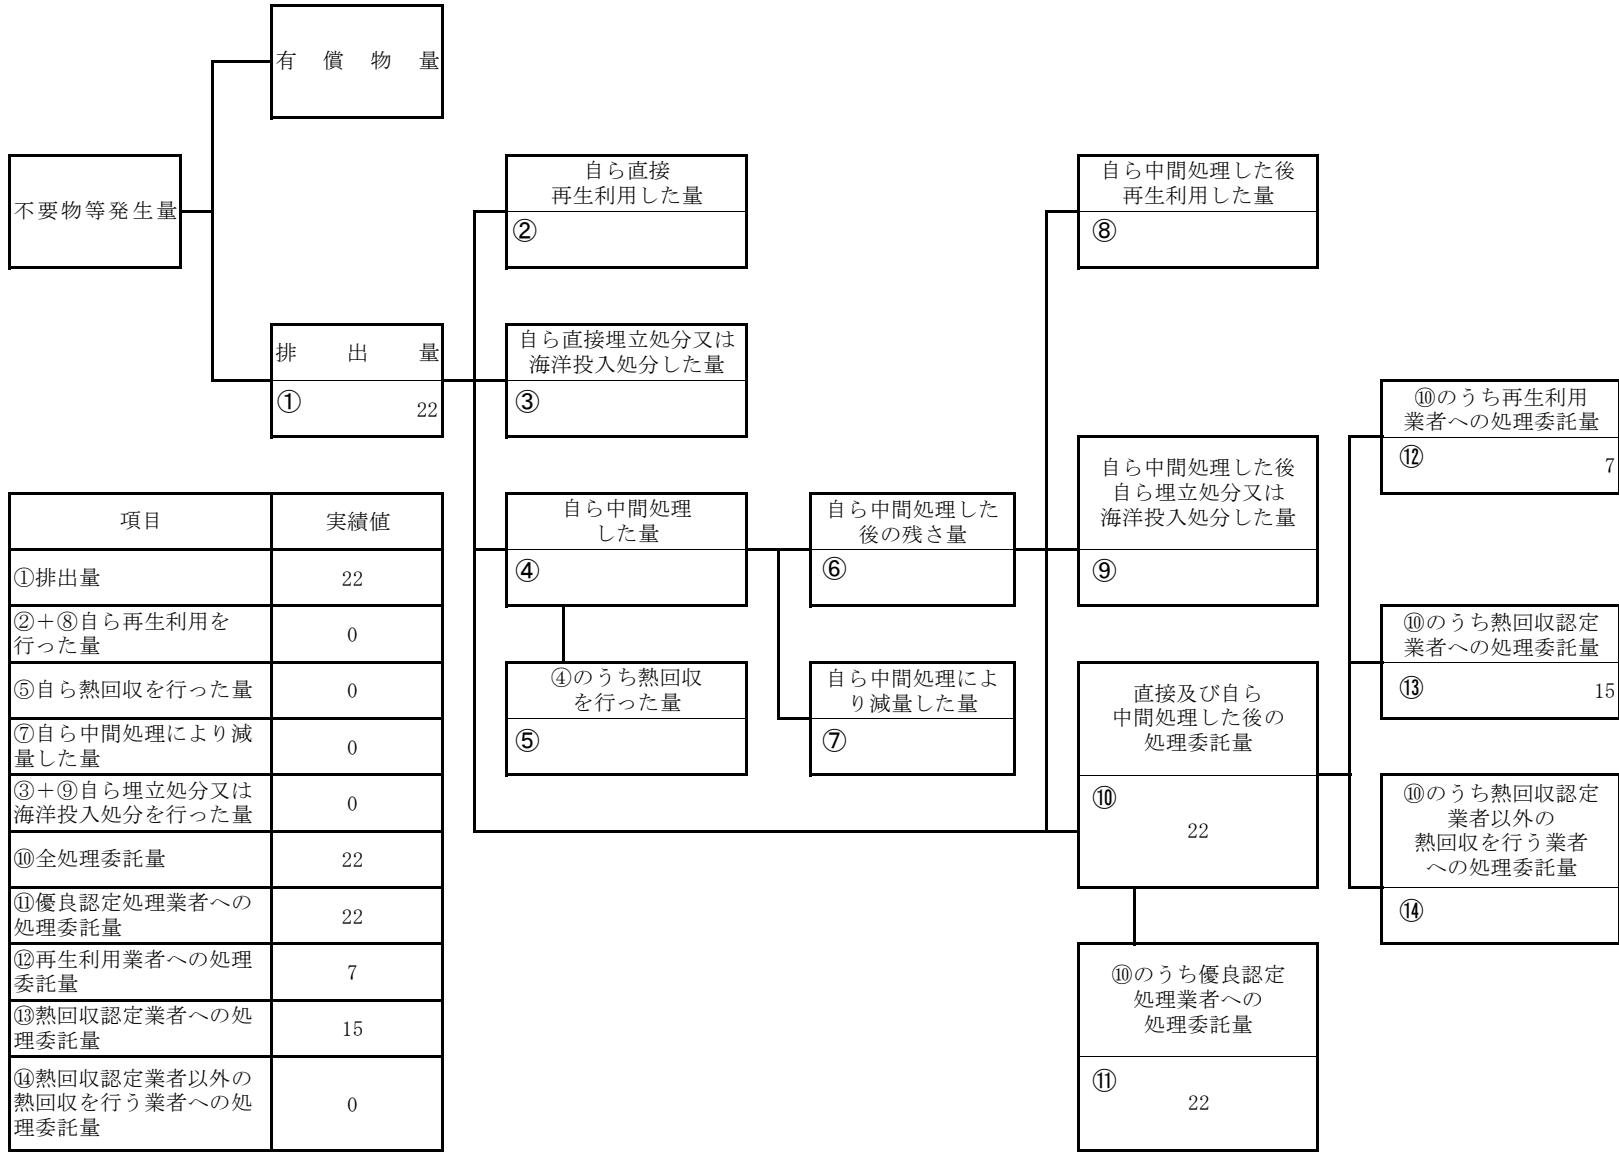 有償物量
不要物等発生量
自ら直接
再生利用した量
②
自ら中間処理した後
再生利用した量
⑧
排出量
①
22
自ら直接埋立処分又は
海洋投入処分した量
③
⑩のうち再生利用
業者への処理委託量
⑫
7
自ら中間処理
した量
④
自ら中間処理した
後の残さ量
⑥
自ら中間処理した後
自ら埋立処分又は
海洋投入処分した量
⑨
⑩のうち熱回収認定
業者への処理委託量
⑬
15
④のうち熱回収
を行った量
⑤
自ら中間処理によ
り減量した量
⑦
直接及び自ら
中間処理した後の
処理委託量
⑩
22
⑩のうち熱回収認定
業者以外の
熱回収を行う業者
への処理委託量
⑭
⑩のうち優良認定
処理業者への
処理委託量
⑪
22
項目 実績値
①排出量 22
②+⑧自ら再生利用を
行った量 0
⑤自ら熱回収を行った量 0
⑦自ら中間処理により減
量した量 0
③+⑨自ら埋立処分又は
海洋投入処分を行った量 0
⑩全処理委託量 22
⑪優良認定処理業者への
処理委託量 22
⑫再生利用業者への処理
委託量 7
⑬熱回収認定業者への処
理委託量 15
⑭熱回収認定業者以外の
熱回収を行う業者への処
理委託量 0